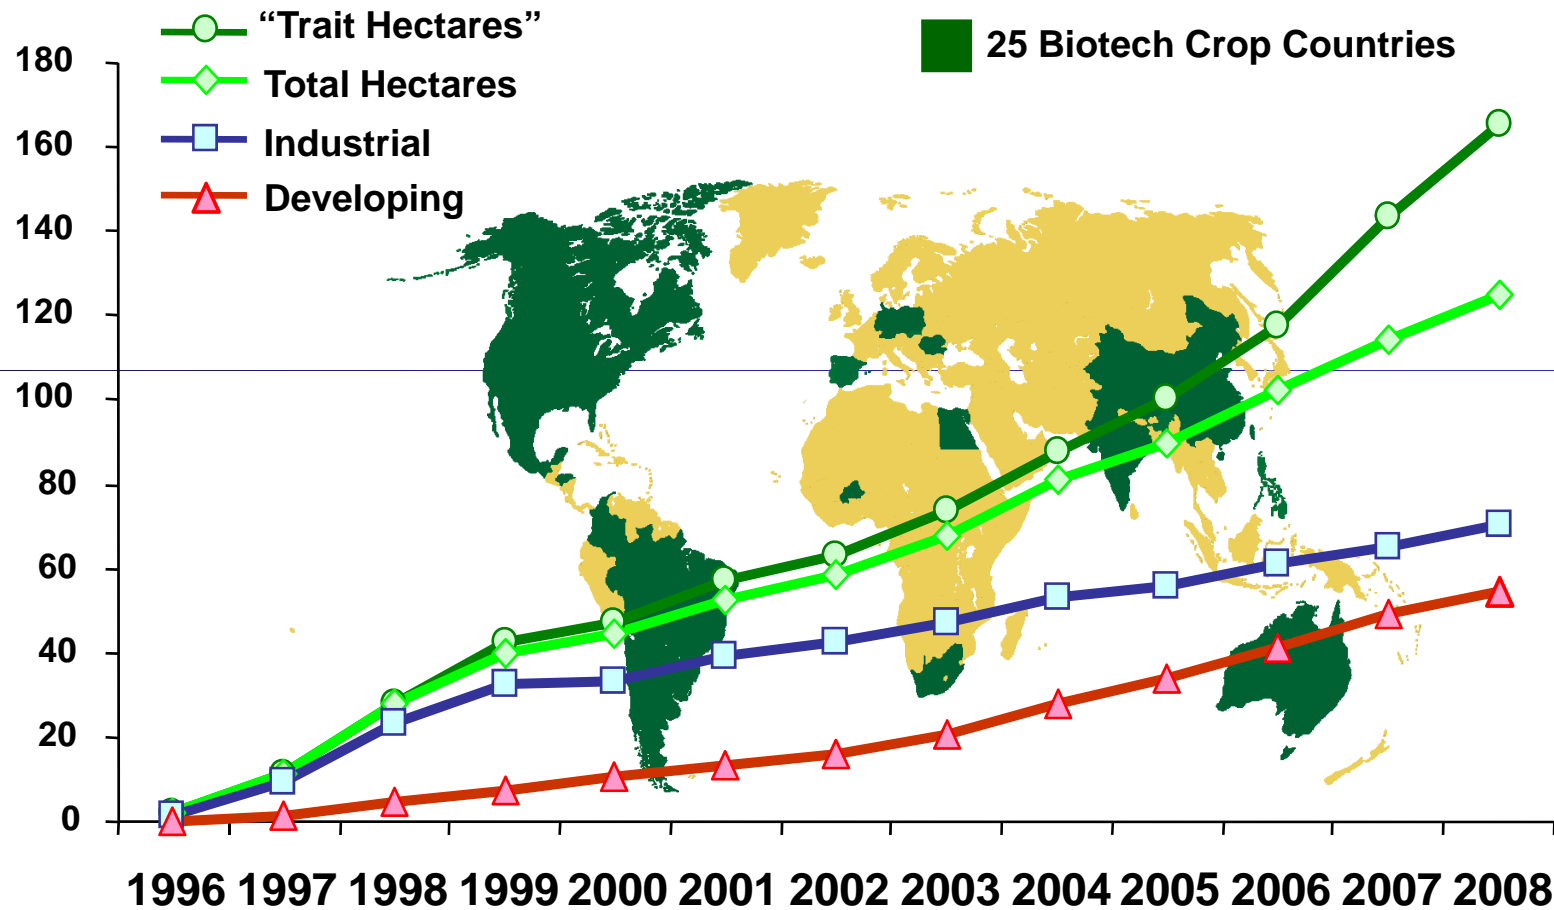 “Trait Hectares”
Total Hectares
Industrial
Developing
25 Biotech Crop Countries
180
160
140
120
100
80
60
40
20
0
1996 1997 1998 1999 2000 2001 2002 2003 2004 2005 2006 2007 2008